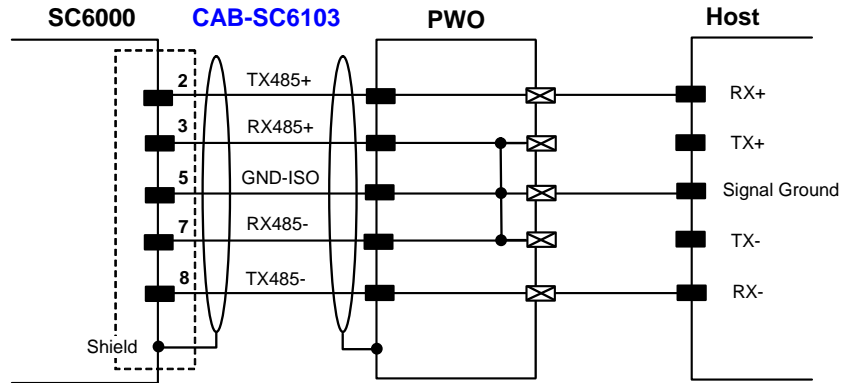 SC6000 CAB-SC6103 PWO Host
2 TX485+ RX+
3 RX485+ TX+
5 GND-ISO Signal Ground
7 RX485- TX-
8 TX485- RX-
Shield